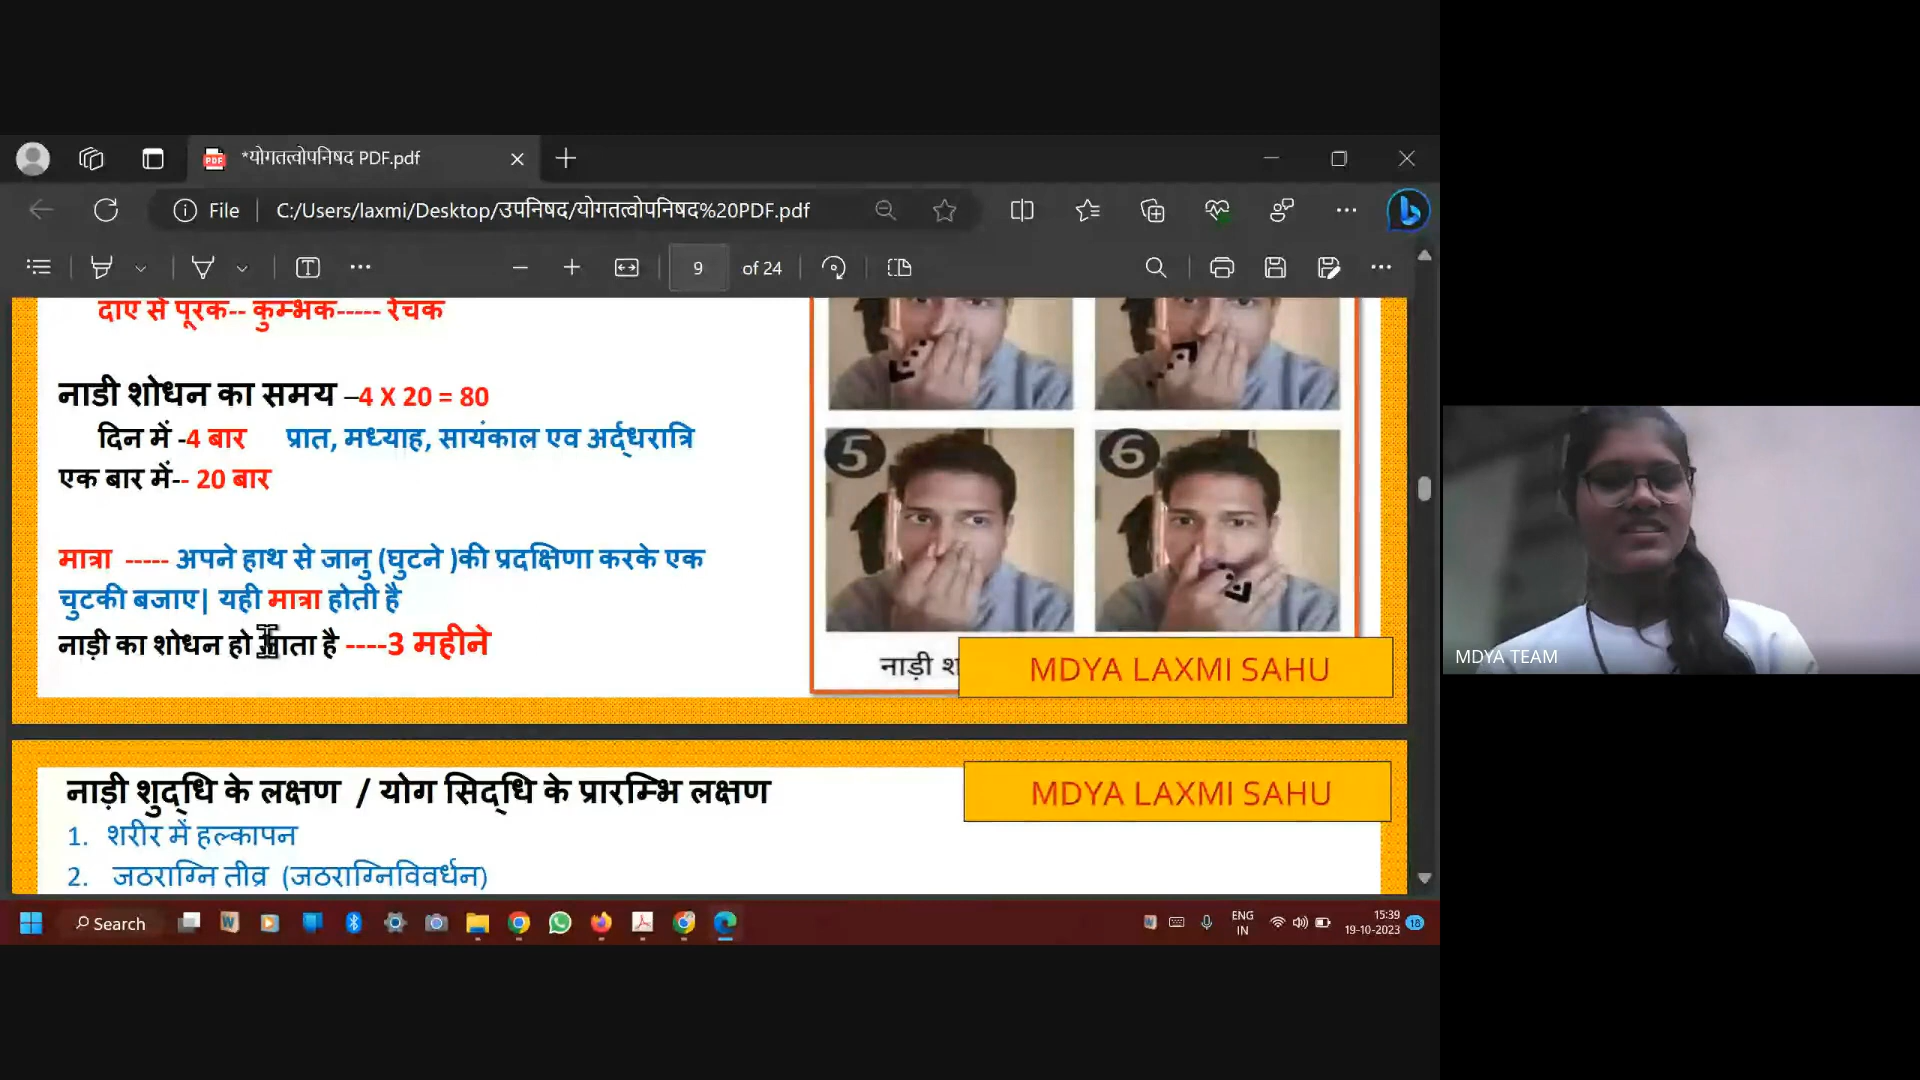 *योगतत्वोपनिषद PDF.pdf
File
C:/Users/laxmi/Desktop/उपनिषद/योगतत्वोपनिषद%20PDF.pdf
9 of 24
दाए से पूरक-- कुम्भक----- रेचक
नाडी शोधन का समय –4 X 20 = 80
दिन में -4 बार प्रात, मध्याह, सायंकाल एव अर्द्धरात्रि
एक बार में-- 20 बार
मात्रा ----- अपने हाथ से जानु (घुटने )की प्रदक्षिणा करके एक
चुटकी बजाए| यही मात्रा होती है
नाड़ी का शोधन हो जाता है ----3 महीने
5
6
नाड़ी
MDYA LAXMI SAHU
MDYA TEAM
नाड़ी शुद्धि के लक्षण / योग सिद्धि के प्रारम्भि लक्षण
MDYA LAXMI SAHU
1. शरीर में हल्कापन
2. जठराग्नि तीव्र (जठराग्निविवर्धन)
Search
ENG
IN
15:39
19-10-2023
18